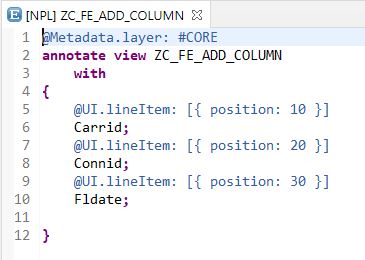 [NPL] ZC_FE_ADD_COLUMN
1 @Metadata.layer: #CORE
2 annotate view ZC_FE_ADD_COLUMN
3     with
4 {
5     @UI.lineItem: [{ position: 10 }]
6     Carrid;
7     @UI.lineItem: [{ position: 20 }]
8     Connid;
9     @UI.lineItem: [{ position: 30 }]
10     Fldate;
11
12 }